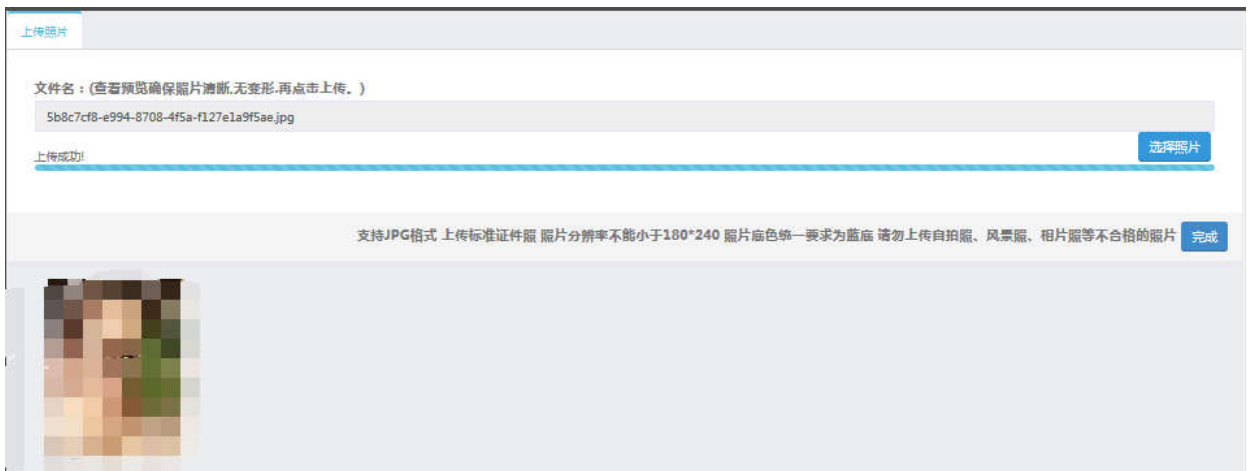 上传照片
文件名：(查看预览确保照片清晰,无变形.再点击上传。)
5b8c7cf8-e994-8708-4f5a-f127e1a9f5ae.jpg
选择照片
上传成功!
支持JPG格式 上传标准证件照 照片分辨率不能小于180*240 照片底色统一要求为蓝底 请勿上传自拍照、风景照、相片照等不合格的照片 完成